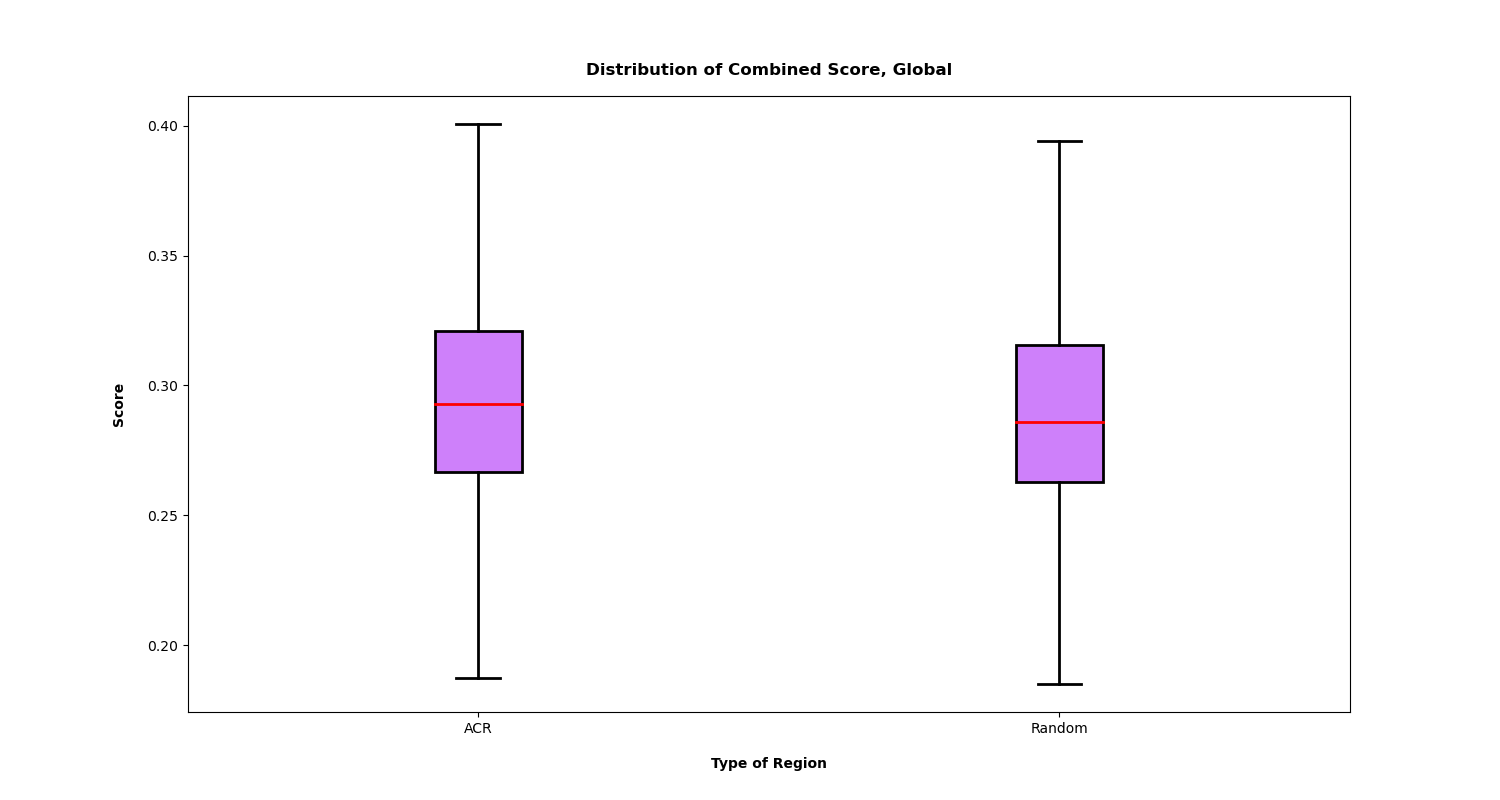 Distribution of Combined Score, Global
0.40
0.35
0.30
0.25
0.20
Score
ACR
Random
Type of Region